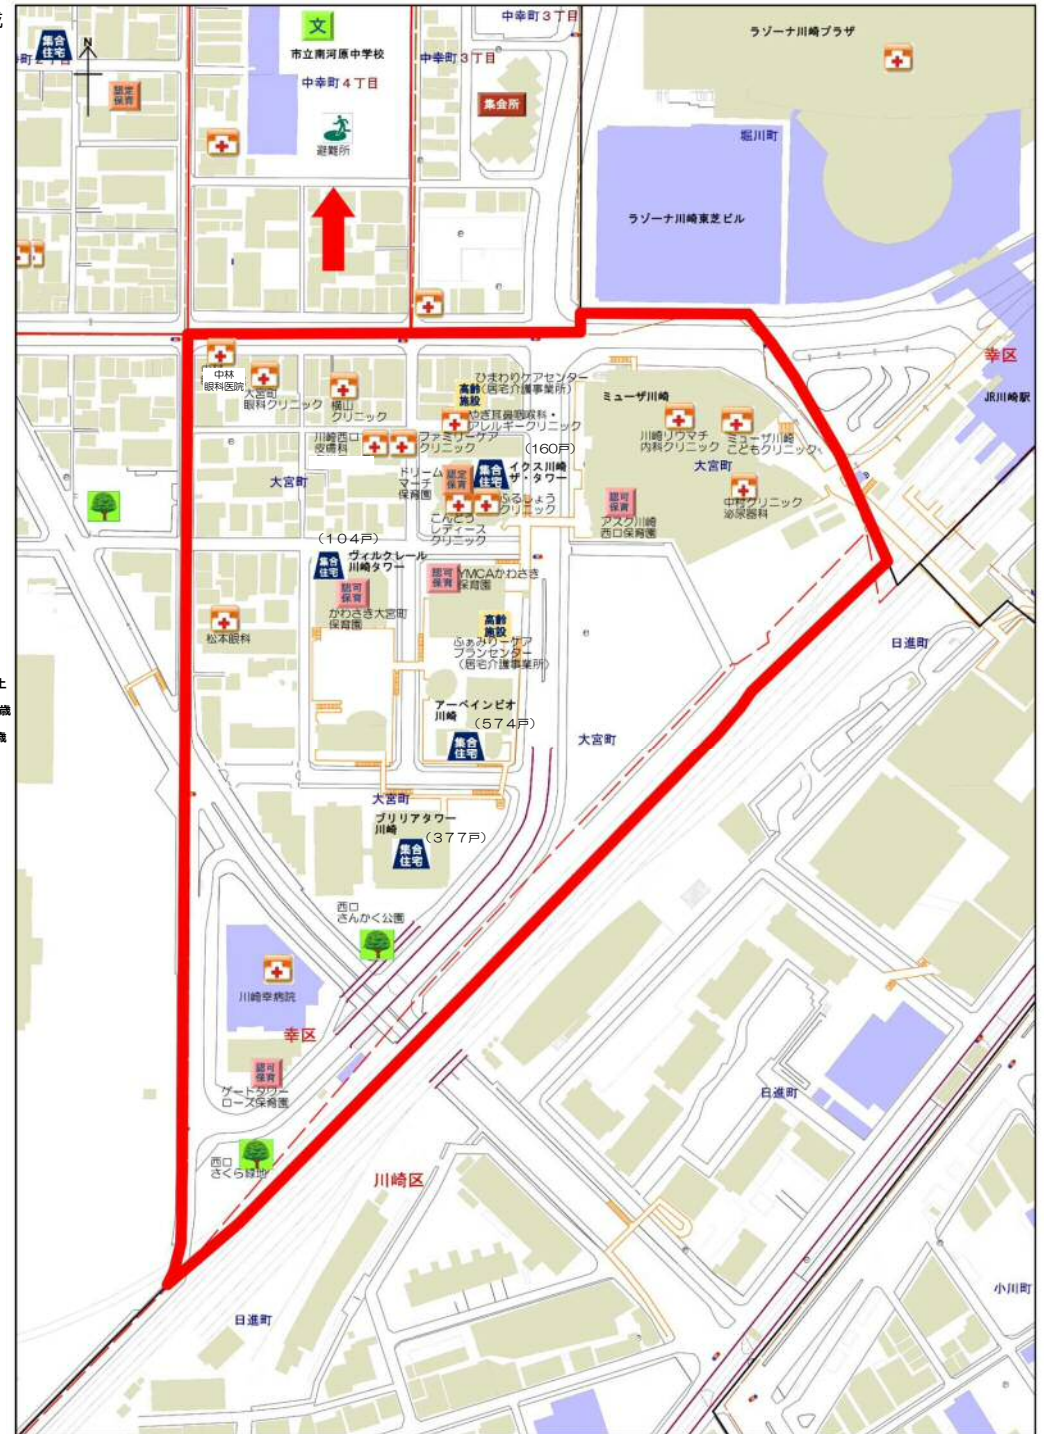 中幸町3丁目
集合
住宅
N
文
市立南河原中学校
ラゾーナ川崎プラザ
中幸町3丁目
中幸町4丁目
認定
保育
集会所
避難所
堀川町
ラゾーナ川崎東芝ビル
幸区
JR川崎駅
中林
眼科医院
大宮町
眼科クリニック
横山
クリニック
ひまわりケアセンター
(居宅介護事業所)
高齢
施設
やぎ耳鼻咽喉科・
アレルギークリニック
ミューザ川崎
川崎リウマチ
内科クリニック
ミューザ川崎
こどもクリニック
大宮町
川崎西口
皮膚科
ファミリーケア
クリニック
(160戸)
イクス川崎
ザ・タワー
集合
住宅
ドリーム
マーチ
保育園
認定
保育
大宮町
ふるしょう
クリニック
こんどう
レディース
クリニック
認可
保育
アスク川崎
西口保育園
中村クリニック
泌尿器科
(104戸)
集合
住宅
ヴィルクレール
川崎タワー
認可
保育
かわさき大宮町
保育園
認可
保育
YMCAかわさき
保育園
松本眼科
高齢
施設
ふぁみりーケア
プランセンター
(居宅介護事業所)
日進町
アーベインビオ
川崎
(574戸)
集合
住宅
大宮町
大宮町
ブリリアタワー
川崎
(377戸)
集合
住宅
西口
さんかく公園
川崎幸病院
幸区
認可
保育
ゲートタワー
ローズ保育園
日進町
西口
さくら緑地
川崎区
日進町
小川町